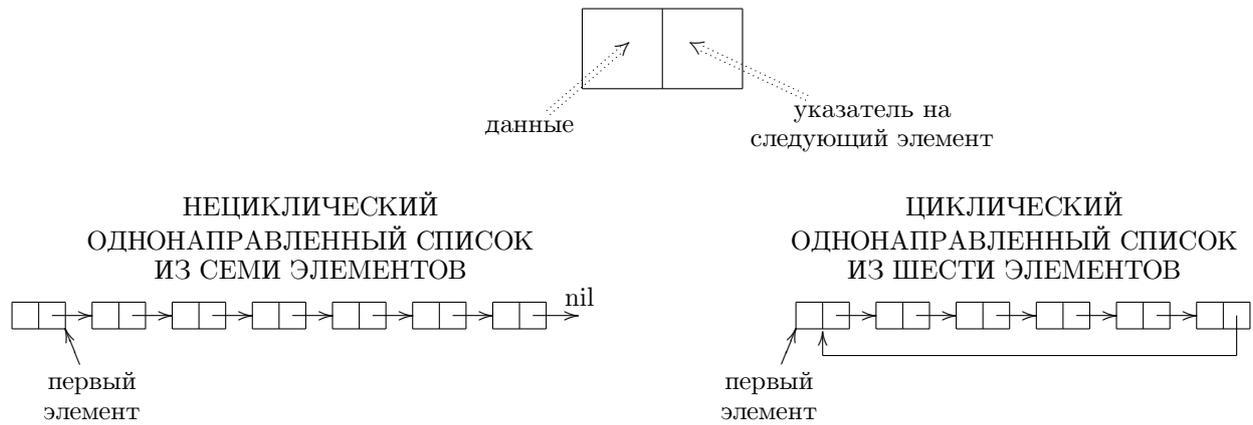 данные
указатель на
следующий элемент
НЕЦИКЛИЧЕСКИЙ
ОДНОНАПРАВЛЕННЫЙ СПИСОК
ИЗ СЕМИ ЭЛЕМЕНТОВ
nil
первый
элемент
ЦИКЛИЧЕСКИЙ
ОДНОНАПРАВЛЕННЫЙ СПИСОК
ИЗ ШЕСТИ ЭЛЕМЕНТОВ
первый
элемент